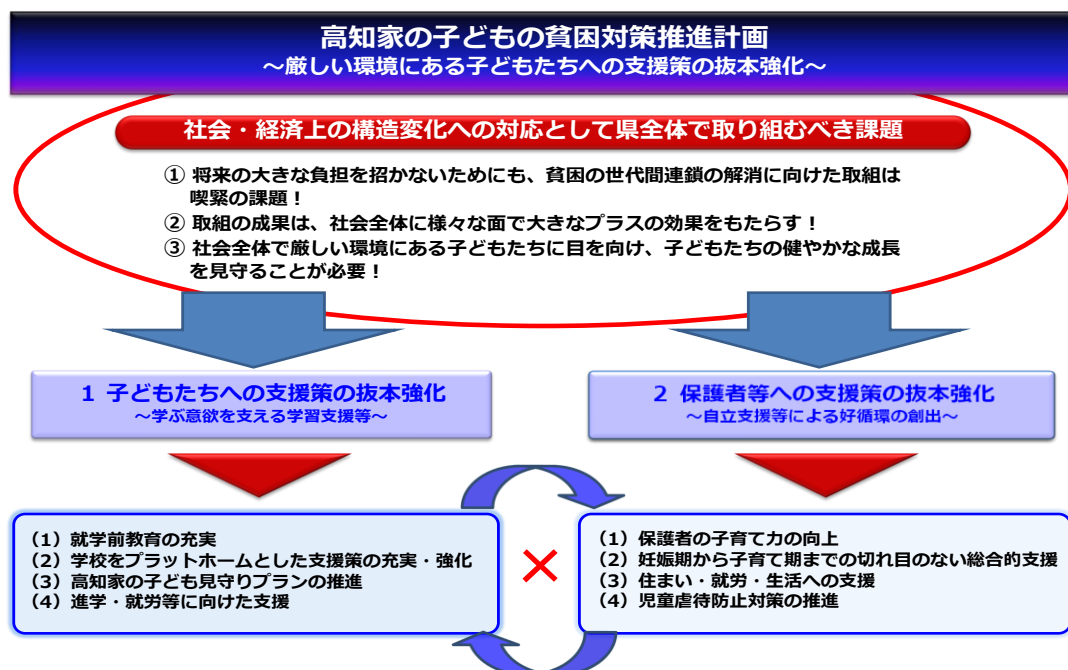 高知家の子どもの貧困対策推進計画
～厳しい環境にある子どもたちへの支援策の抜本強化～
社会・経済上の構造変化への対応として県全体で取り組むべき課題
① 将来の大きな負担を招かないためにも、貧困の世代間連鎖の解消に向けた取組は
喫緊の課題！
② 取組の成果は、社会全体に様々な面で大きなプラスの効果をもたらす！
③ 社会全体で厳しい環境にある子どもたちに目を向け、子どもたちの健やかな成長
を見守ることが必要！
1 子どもたちへの支援策の抜本強化
～学ぶ意欲を支える学習支援等～
2 保護者等への支援策の抜本強化
～自立支援等による好循環の創出～
（1）就学前教育の充実
（2）学校をプラットホームとした支援策の充実・強化
（3）高知家の子ども見守りプランの推進
（4）進学・就労等に向けた支援
×
（1）保護者の子育て力の向上
（2）妊娠期から子育て期までの切れ目のない総合的支援
（3）住まい・就労・生活への支援
（4）児童虐待防止対策の推進